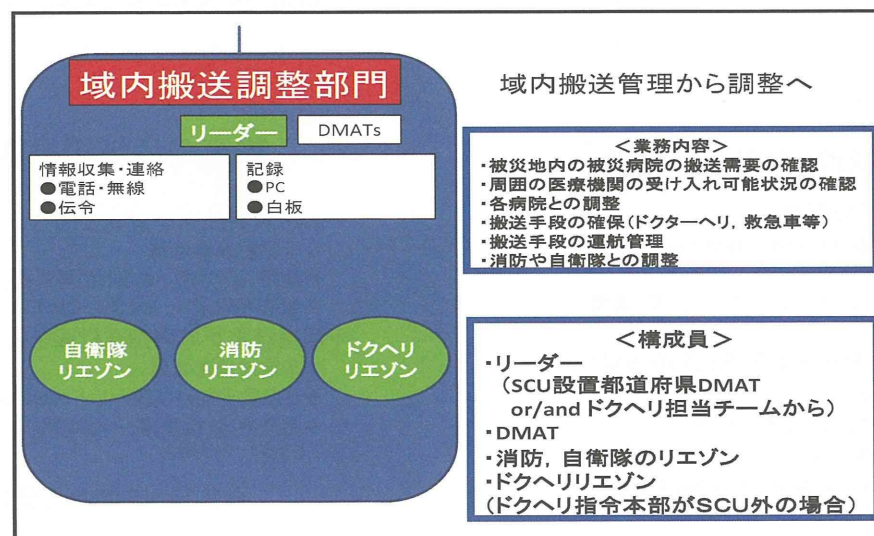 域内搬送調整部門
リーダー
DMATs
情報収集・連絡
●電話・無線
●伝令
記録
●PC
●白板
自衛隊
リエゾン
消防
リエゾン
ドクヘリ
リエゾン
域内搬送管理から調整へ
＜業務内容＞
・被災地内の被災病院の搬送需要の確認
・周囲の医療機関の受け入れ可能状況の確認
・各病院との調整
・搬送手段の確保(ドクターヘリ，救急車等)
・搬送手段の運航管理
・消防や自衛隊との調整
＜構成員＞
・リーダー
（SCU設置都道府県DMAT
or/and ドクヘリ担当チームから）
・DMAT
・消防，自衛隊のリエゾン
・ドクヘリリエゾン
(ドクヘリ指令本部がSCU外の場合)